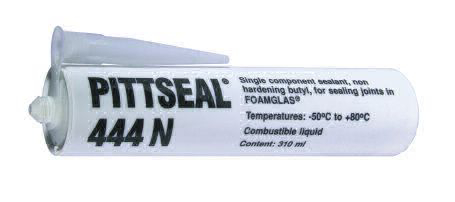 PITTSEAL®
444 N
Single component sealant, non
hardening butyl, for sealing joints in
FOAMGLAS®
Temperatures: -50ºC to +80ºC
Combustible liquid
Content: 310 ml